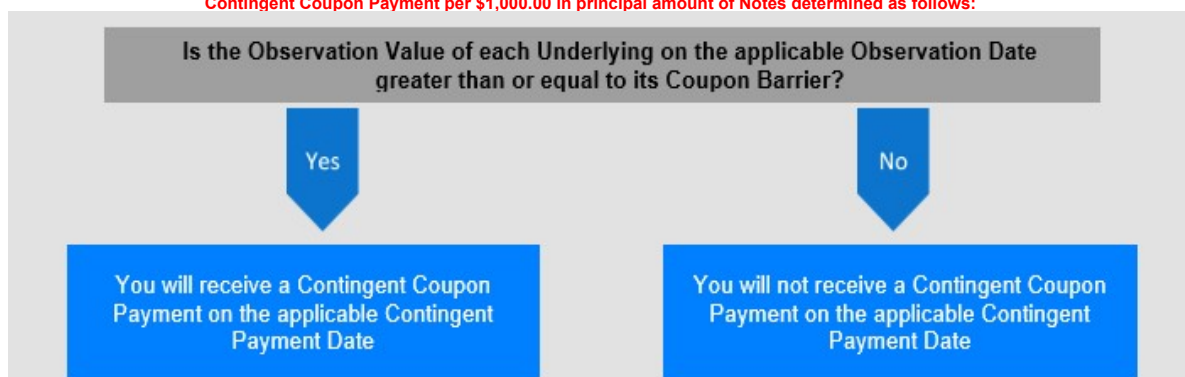 Contingent Coupon Payment per $1,000.00 in principal amount of Notes determined as follows:
Is the Observation Value of each Underlying on the applicable Observation Date
greater than or equal to its Coupon Barrier?
Yes
No
You will receive a Contingent Coupon
Payment on the applicable Contingent
Payment Date
You will not receive a Contingent Coupon
Payment on the applicable Contingent
Payment Date